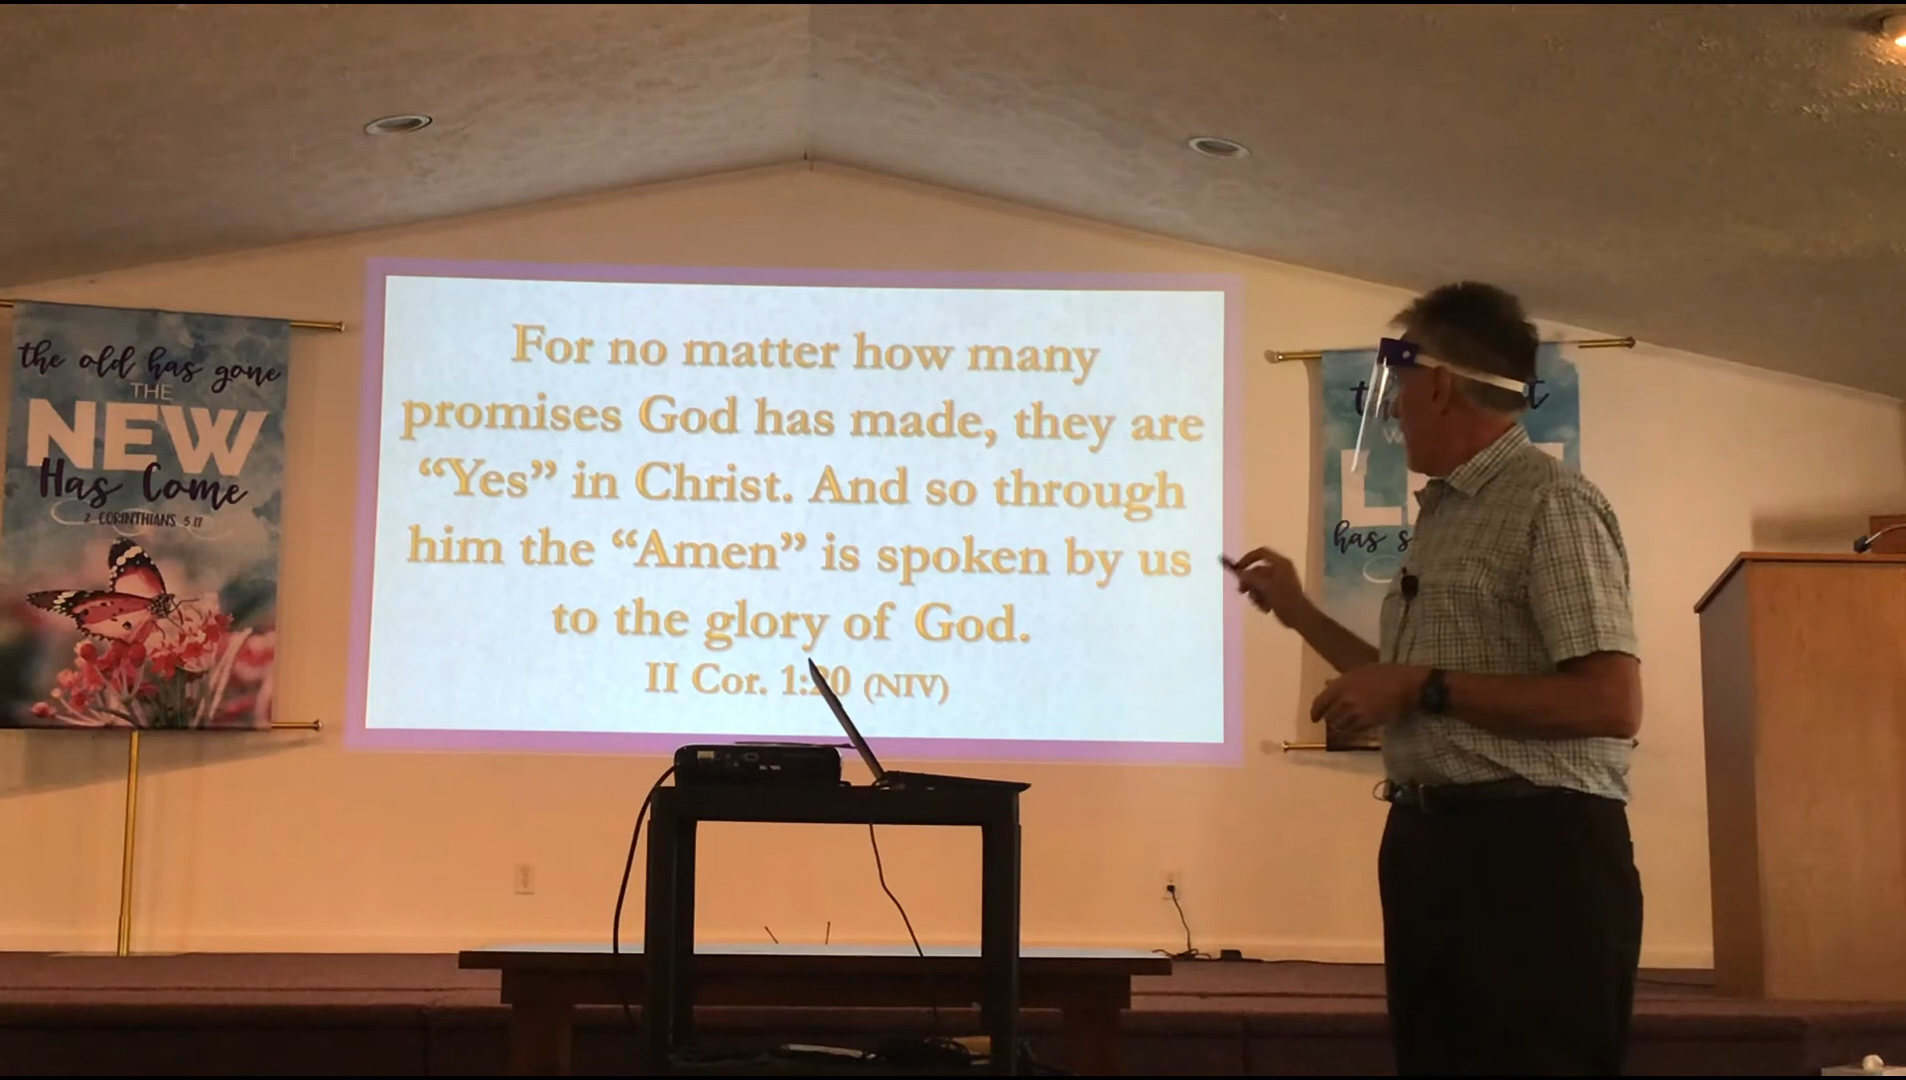 the old has gone
THE
NEW
Has Come
2 CORINTHIANS 5:17
For no matter how many
promises God has made, they are
“Yes” in Christ. And so through
him the “Amen” is spoken by us
to the glory of God.
II Cor. 1:20 (NIV)
has